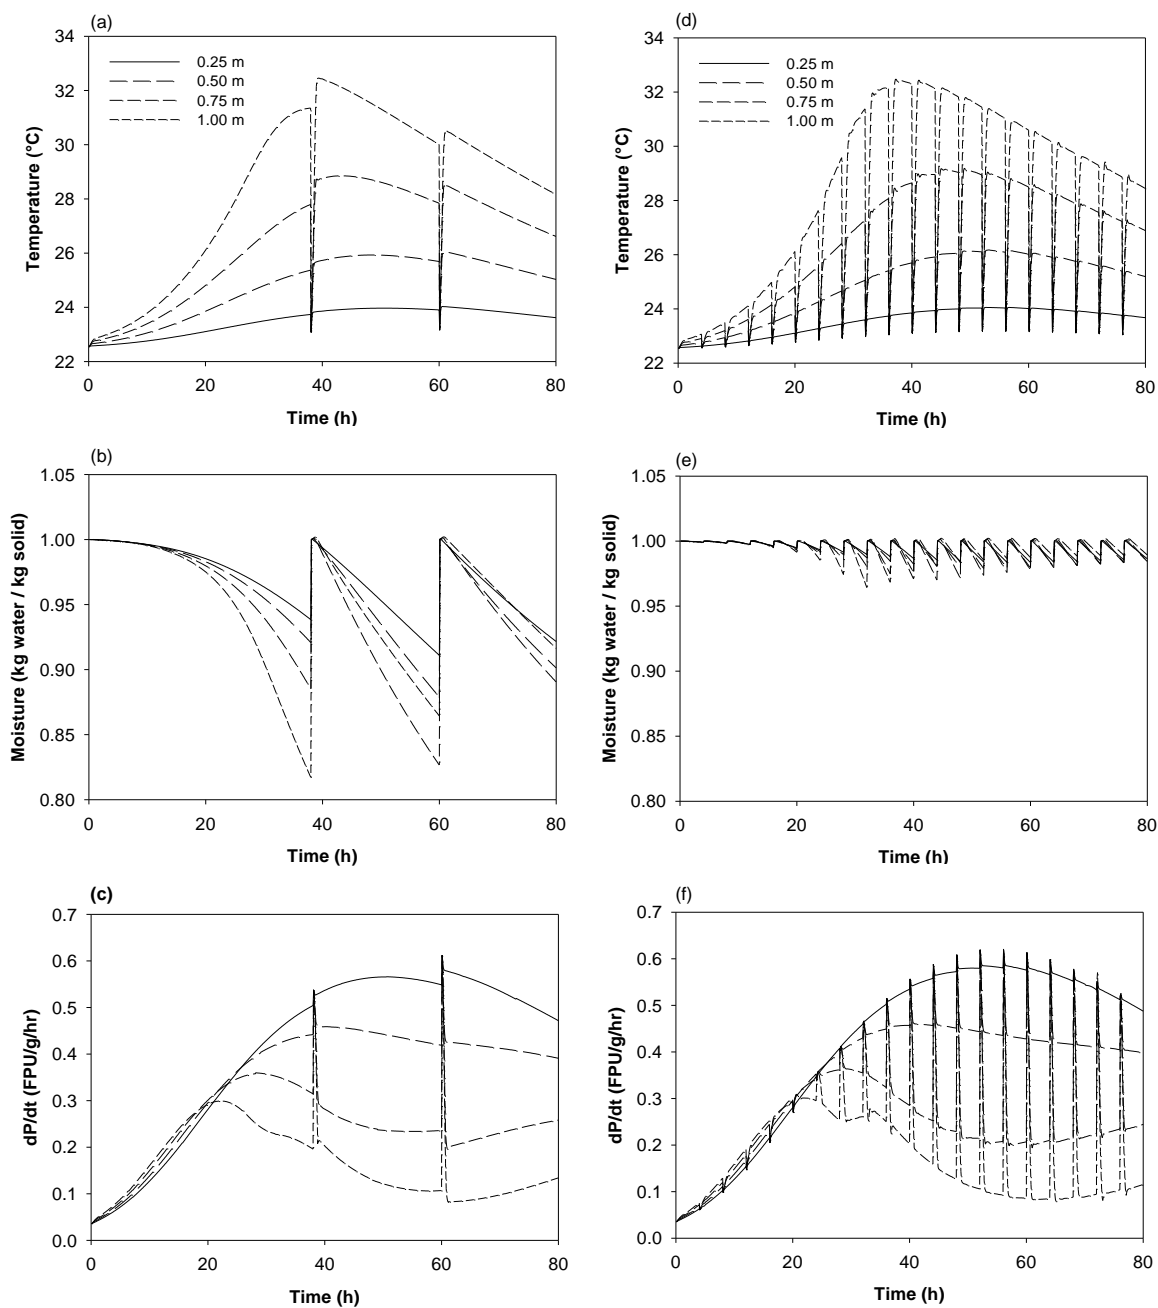 (a)
34
32
30
28
26
24
22
Temperature (°C)
0.25 m
0.50 m
0.75 m
1.00 m
0 20 40 60 80
Time (h)
(d)
34
32
30
28
26
24
22
Temperature (°C)
0.25 m
0.50 m
0.75 m
1.00 m
0 20 40 60 80
Time (h)
(b)
1.05
1.00
0.95
0.90
0.85
0.80
Moisture (kg water / kg solid)
0 20 40 60 80
Time (h)
(e)
1.05
1.00
0.95
0.90
0.85
0.80
Moisture (kg water / kg solid)
0 20 40 60 80
Time (h)
(c)
0.7
0.6
0.5
0.4
0.3
0.2
0.1
0.0
dP/dt (FPU/g/hr)
0 20 40 60 80
Time (h)
(f)
0.7
0.6
0.5
0.4
0.3
0.2
0.1
0.0
dP/dt (FPU/g/hr)
0 20 40 60 80
Time (h)